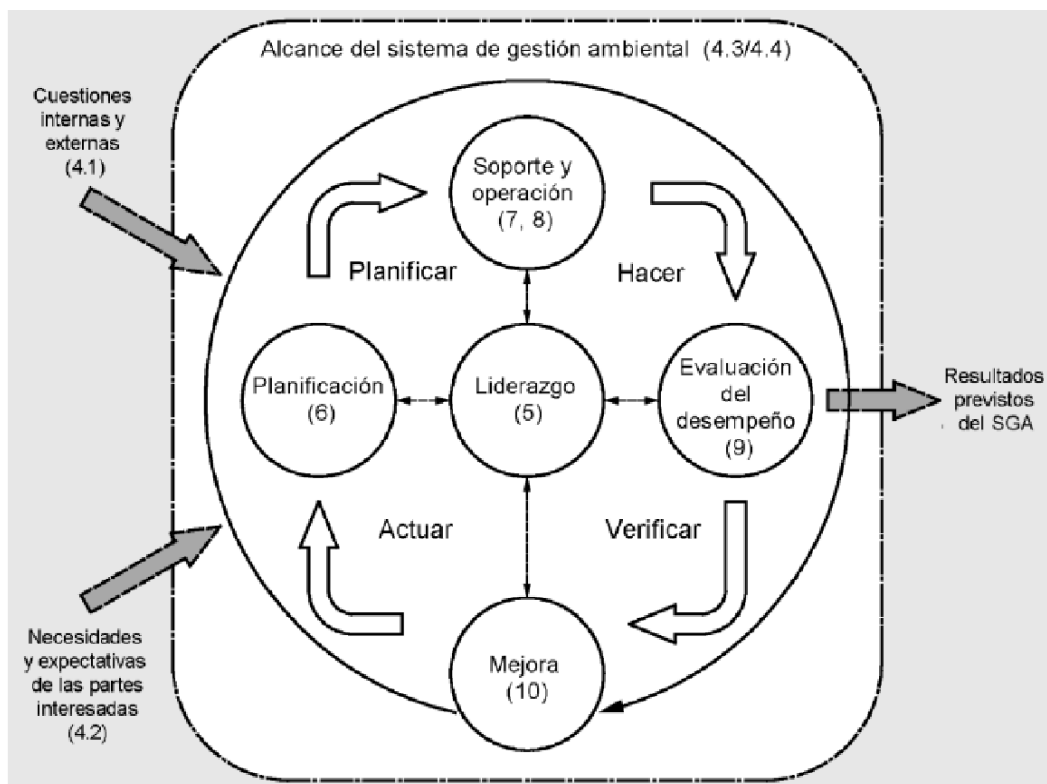 Alcance del sistema de gestión ambiental (4.3/4.4)
Cuestiones
internas y
externas
(4.1)
Soporte y
operación
(7, 8)
Planificar
Hacer
Planificación
(6)
Liderazgo
(5)
Evaluación
del
desempeño
(9)
Resultados
previstos
del SGA
Actuar
Verificar
Necesidades
y expectativas
de las partes
interesadas
(4.2)
Mejora
(10)